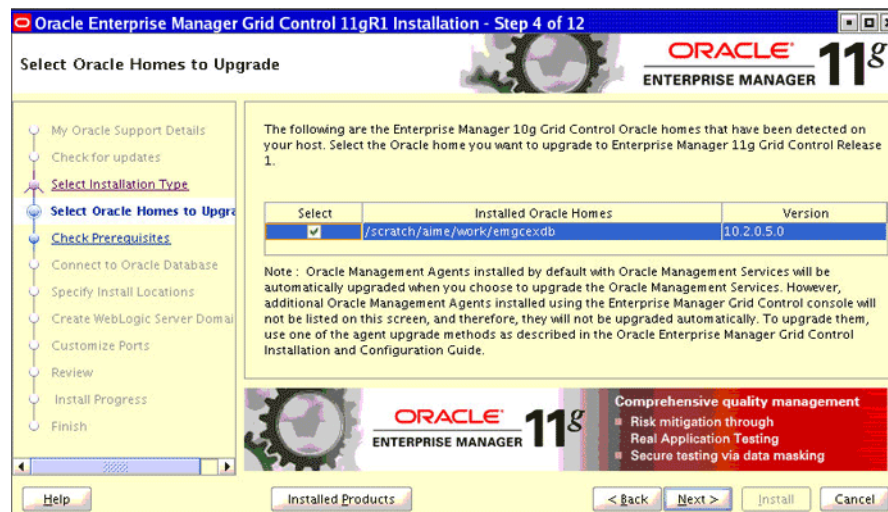 Oracle Enterprise Manager Grid Control 11gR1 Installation - Step 4 of 12
Select Oracle Homes to Upgrade
ORACLE
ENTERPRISE MANAGER 11g
My Oracle Support Details
Check for updates
Select Installation Type
Select Oracle Homes to Upgra
Check Prerequisites
Connect to Oracle Database
Specify Install Locations
Create WebLogic Server Domai
Customize Ports
Review
Install Progress
Finish
The following are the Enterprise Manager 10g Grid Control Oracle homes that have been detected on
your host. Select the Oracle home you want to upgrade to Enterprise Manager 11g Grid Control Release
1.
Select Installed Oracle Homes Version
/scratch/aime/work/emgcexdb 10.2.0.5.0
Note : Oracle Management Agents installed by default with Oracle Management Services will be
automatically upgraded when you choose to upgrade the Oracle Management Services. However,
additional Oracle Management Agents installed using the Enterprise Manager Grid Control console will
not be listed on this screen, and therefore, they will not be upgraded automatically. To upgrade them,
use one of the agent upgrade methods as described in the Oracle Enterprise Manager Grid Control
Installation and Configuration Guide.
ORACLE
ENTERPRISE MANAGER 11g
Comprehensive quality management
Risk mitigation through
Real Application Testing
Secure testing via data masking
Help Installed Products < Back Next > Install Cancel